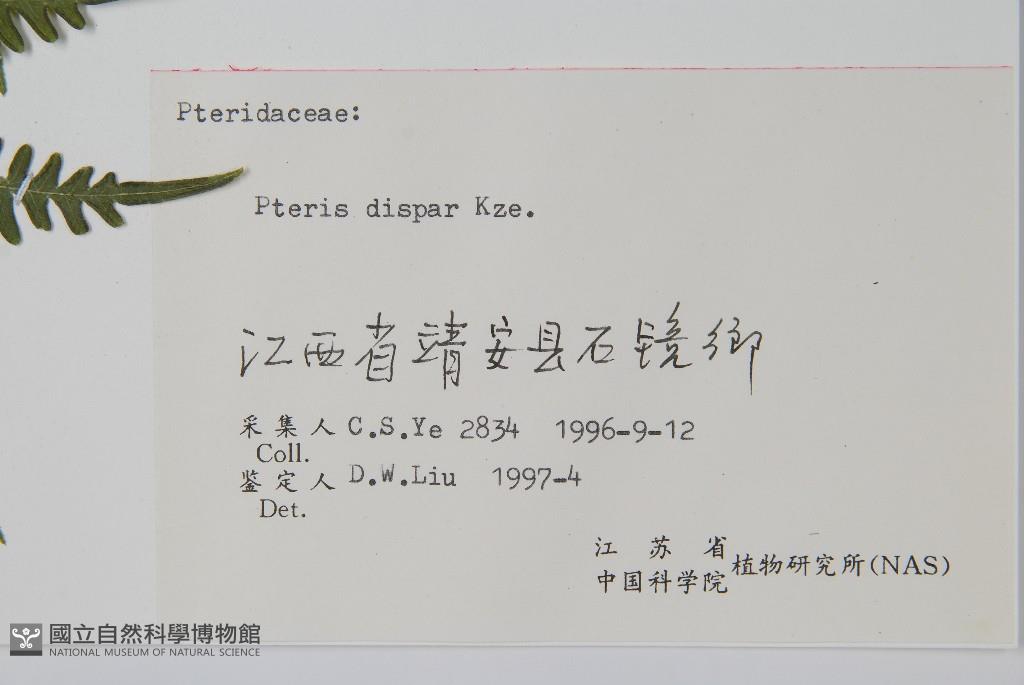 Pteridaceae:
Pteris dispar Kze.
江西省靖安县石镜鄉
采集人 C.S.Ye 2834 1996-9-12
Coll.
鉴定人 D.W.Liu 1997-4
Det.
江苏省
中国科学院 植物研究所(NAS)
國立自然科學博物館
NATIONAL MUSEUM OF NATURAL SCIENCE